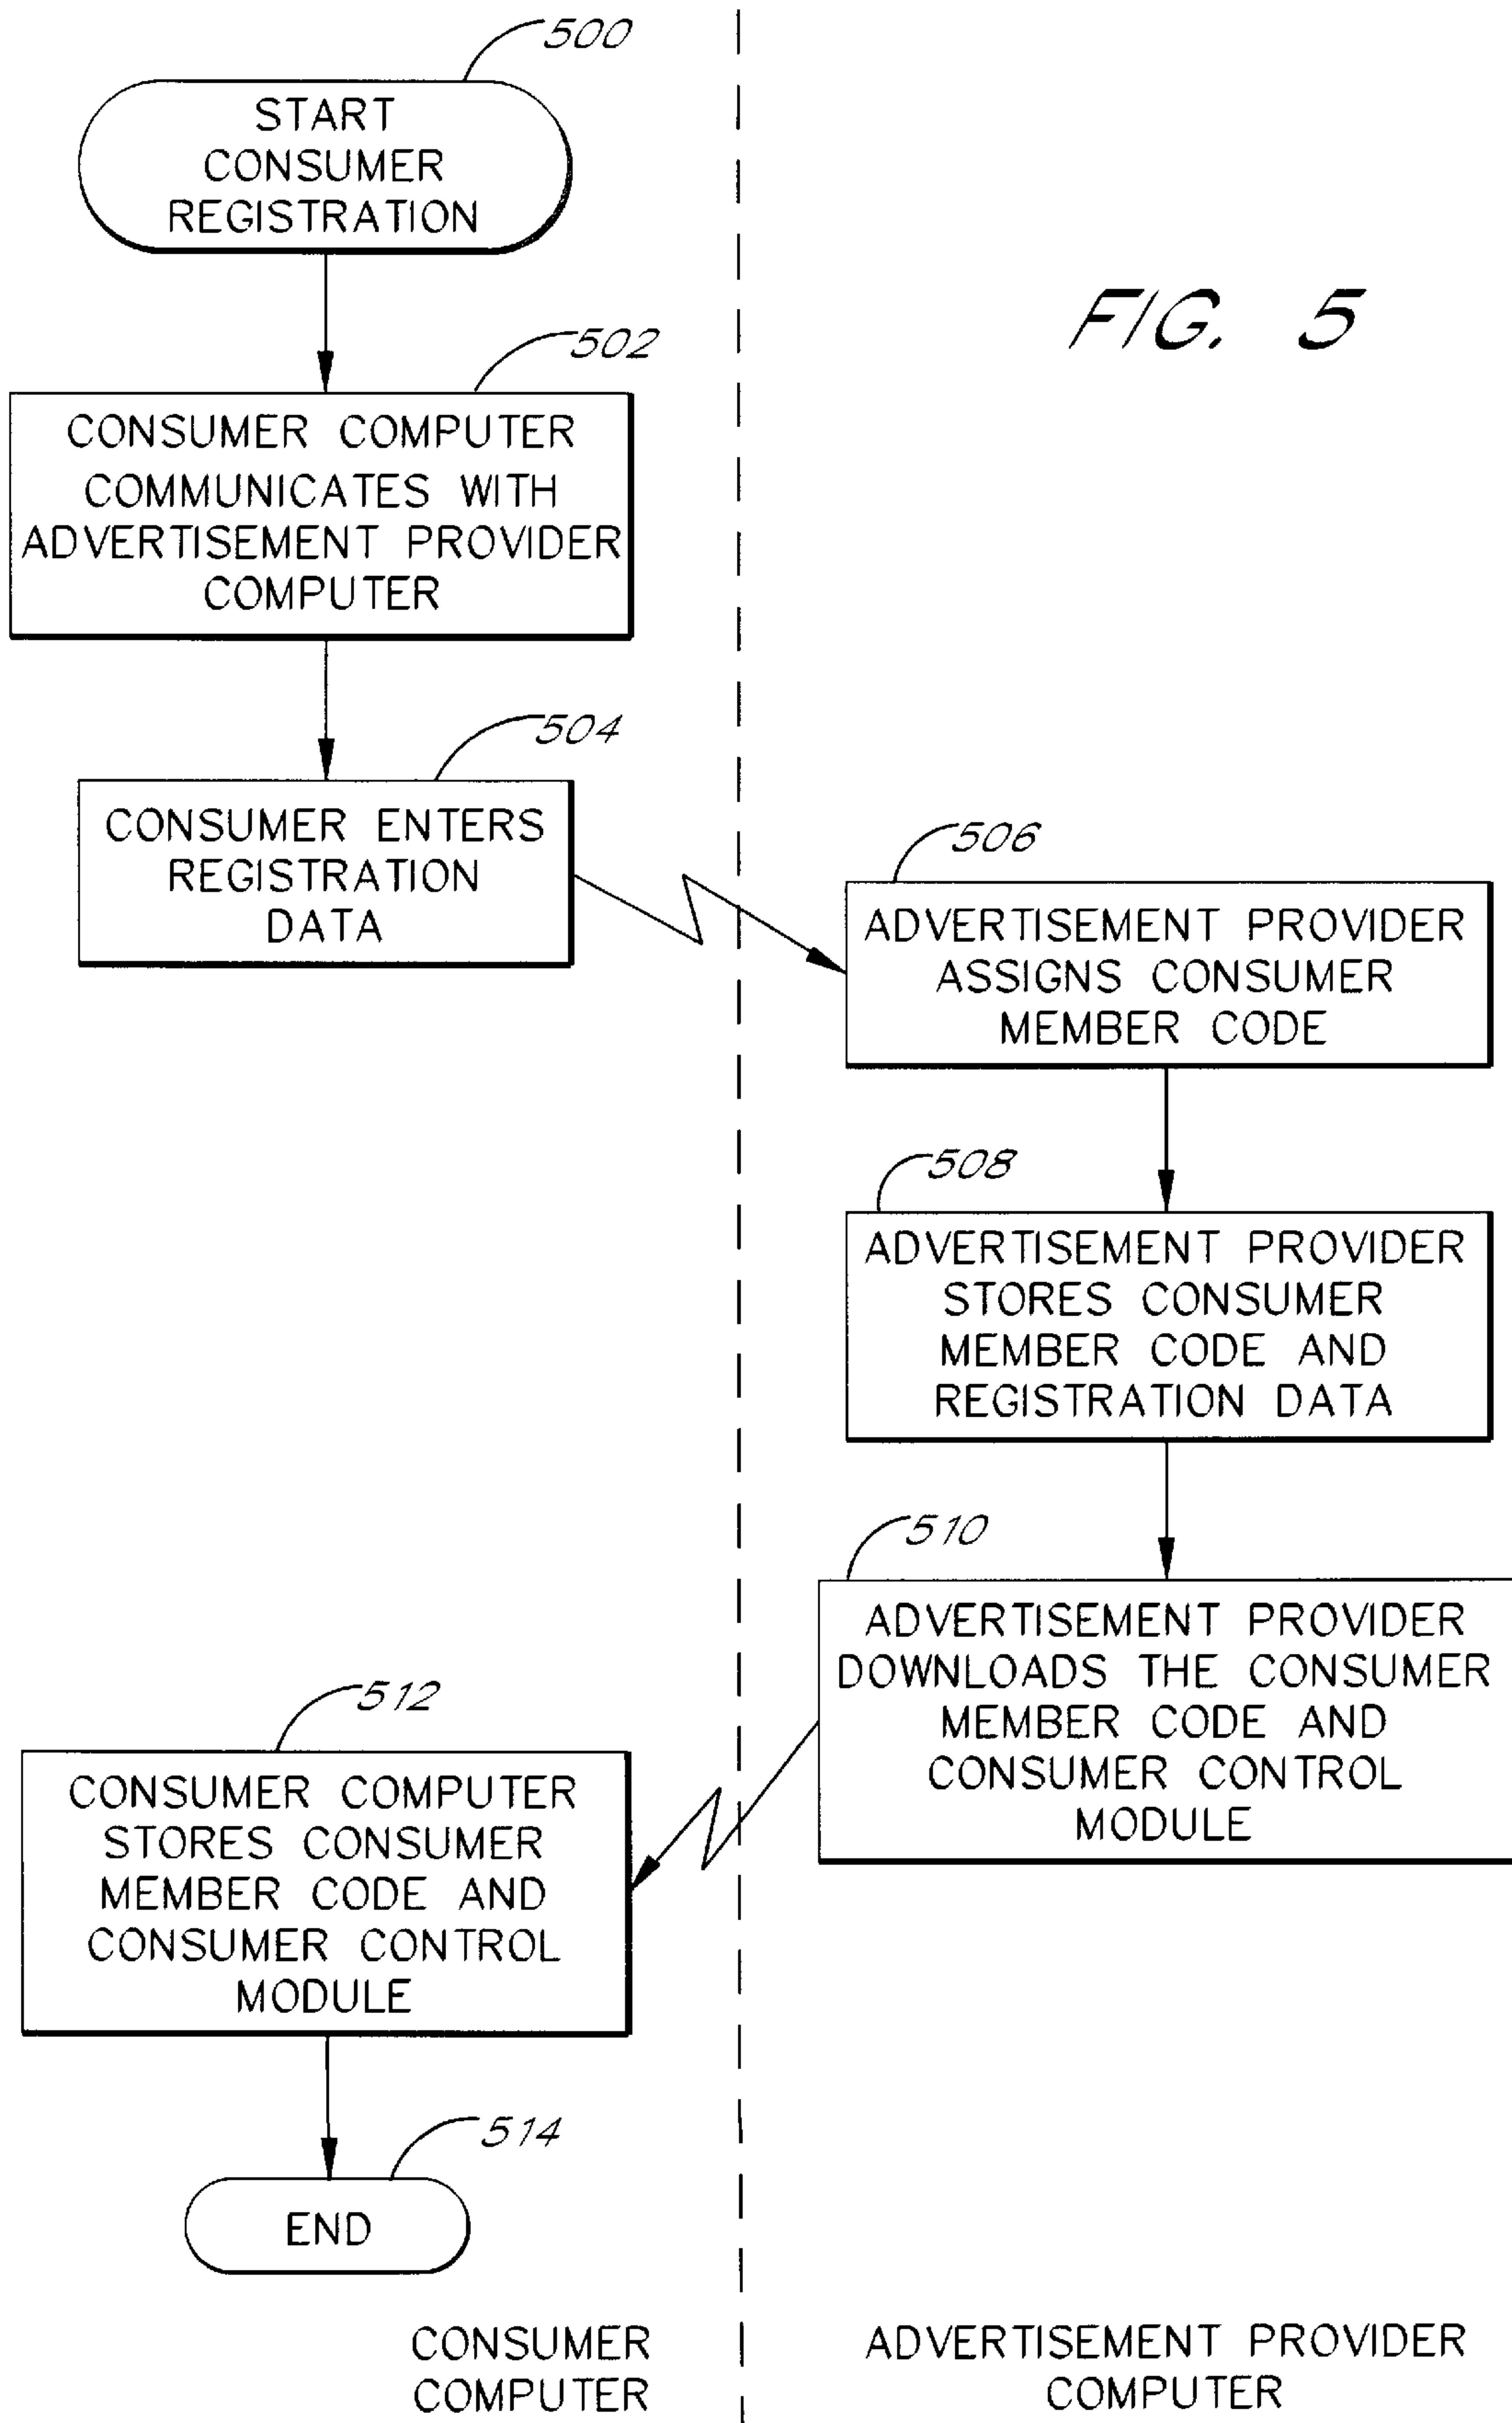 500
START
CONSUMER
REGISTRATION
FIG. 5
502
CONSUMER COMPUTER
COMMUNICATES WITH
ADVERTISEMENT PROVIDER
COMPUTER
504
CONSUMER ENTERS
REGISTRATION
DATA
506
ADVERTISEMENT PROVIDER
ASSIGNS CONSUMER
MEMBER CODE
508
ADVERTISEMENT PROVIDER
STORES CONSUMER
MEMBER CODE AND
REGISTRATION DATA
510
ADVERTISEMENT PROVIDER
DOWNLOADS THE CONSUMER
MEMBER CODE AND
CONSUMER CONTROL
MODULE
512
CONSUMER COMPUTER
STORES CONSUMER
MEMBER CODE AND
CONSUMER CONTROL
MODULE
514
END
CONSUMER
COMPUTER
ADVERTISEMENT PROVIDER
COMPUTER